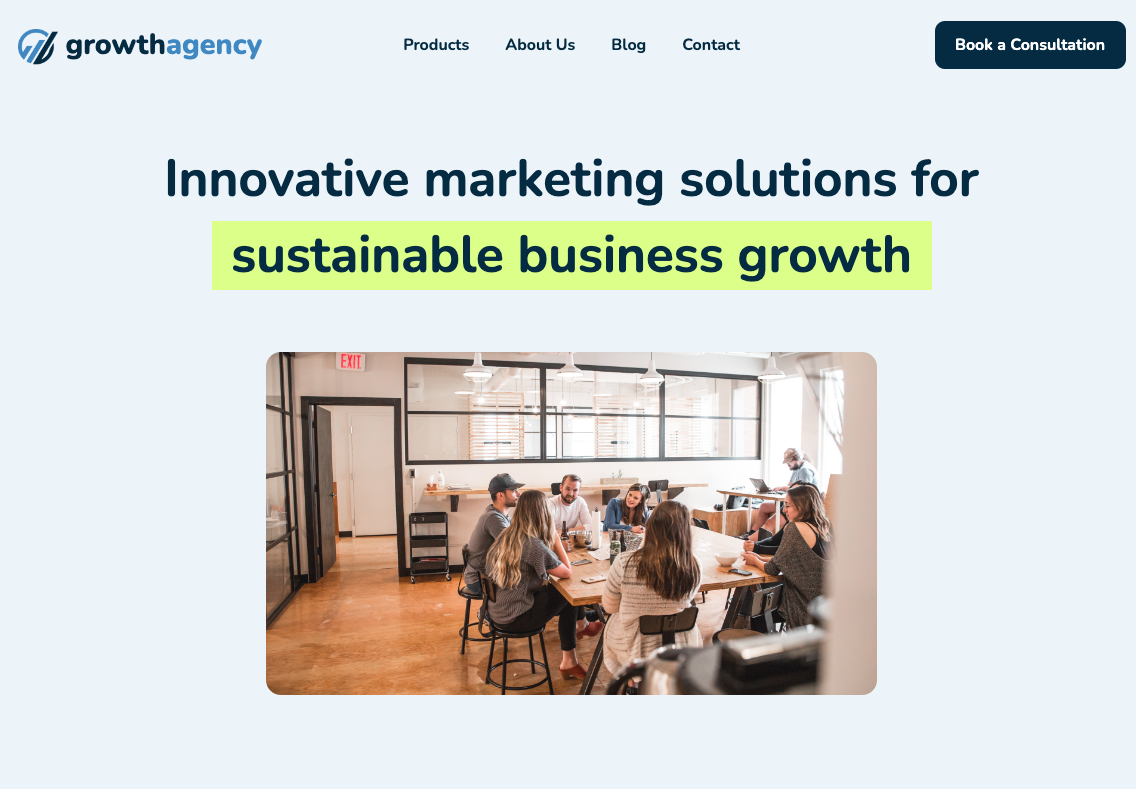 growthagency
Products
About Us
Blog
Contact
Book a Consultation
Innovative marketing solutions for
sustainable business growth
EXIT